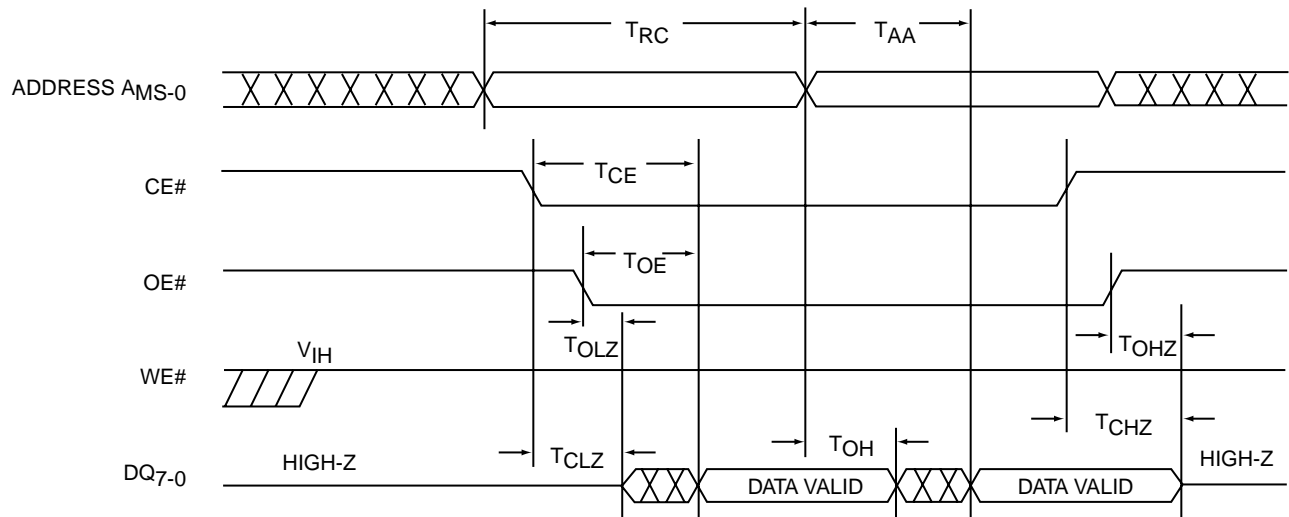 TRC TAA
ADDRESS AMS-0
TCE
CE#
TOE
OE#
TOLZ TOHZ
VIH
WE#
TCLZ TOH TCHZ
DQ7-0 HIGH-Z DATA VALID DATA VALID HIGH-Z